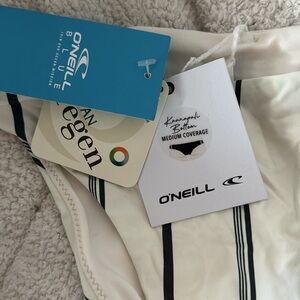 O'NEILL
BLUE
AN
egen
Kaanapali
Bottom
MEDIUM COVERAGE
O'NEILL